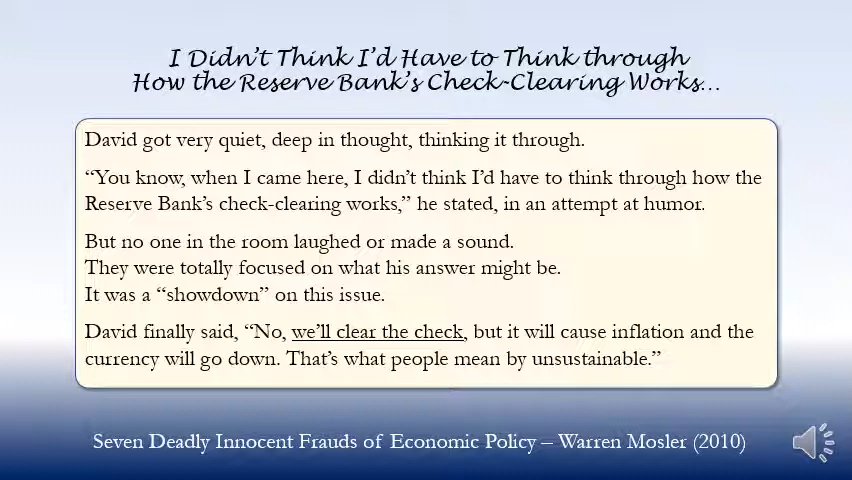 I Didn’t Think I’d Have to Think through
How the Reserve Bank’s Check-Clearing Works…
David got very quiet, deep in thought, thinking it through.
“You know, when I came here, I didn’t think I’d have to think through how the
Reserve Bank’s check-clearing works,” he stated, in an attempt at humor.
But no one in the room laughed or made a sound.
They were totally focused on what his answer might be.
It was a “showdown” on this issue.
David finally said, “No, we’ll clear the check, but it will cause inflation and the
currency will go down. That’s what people mean by unsustainable.”
Seven Deadly Innocent Frauds of Economic Policy – Warren Mosler (2010)